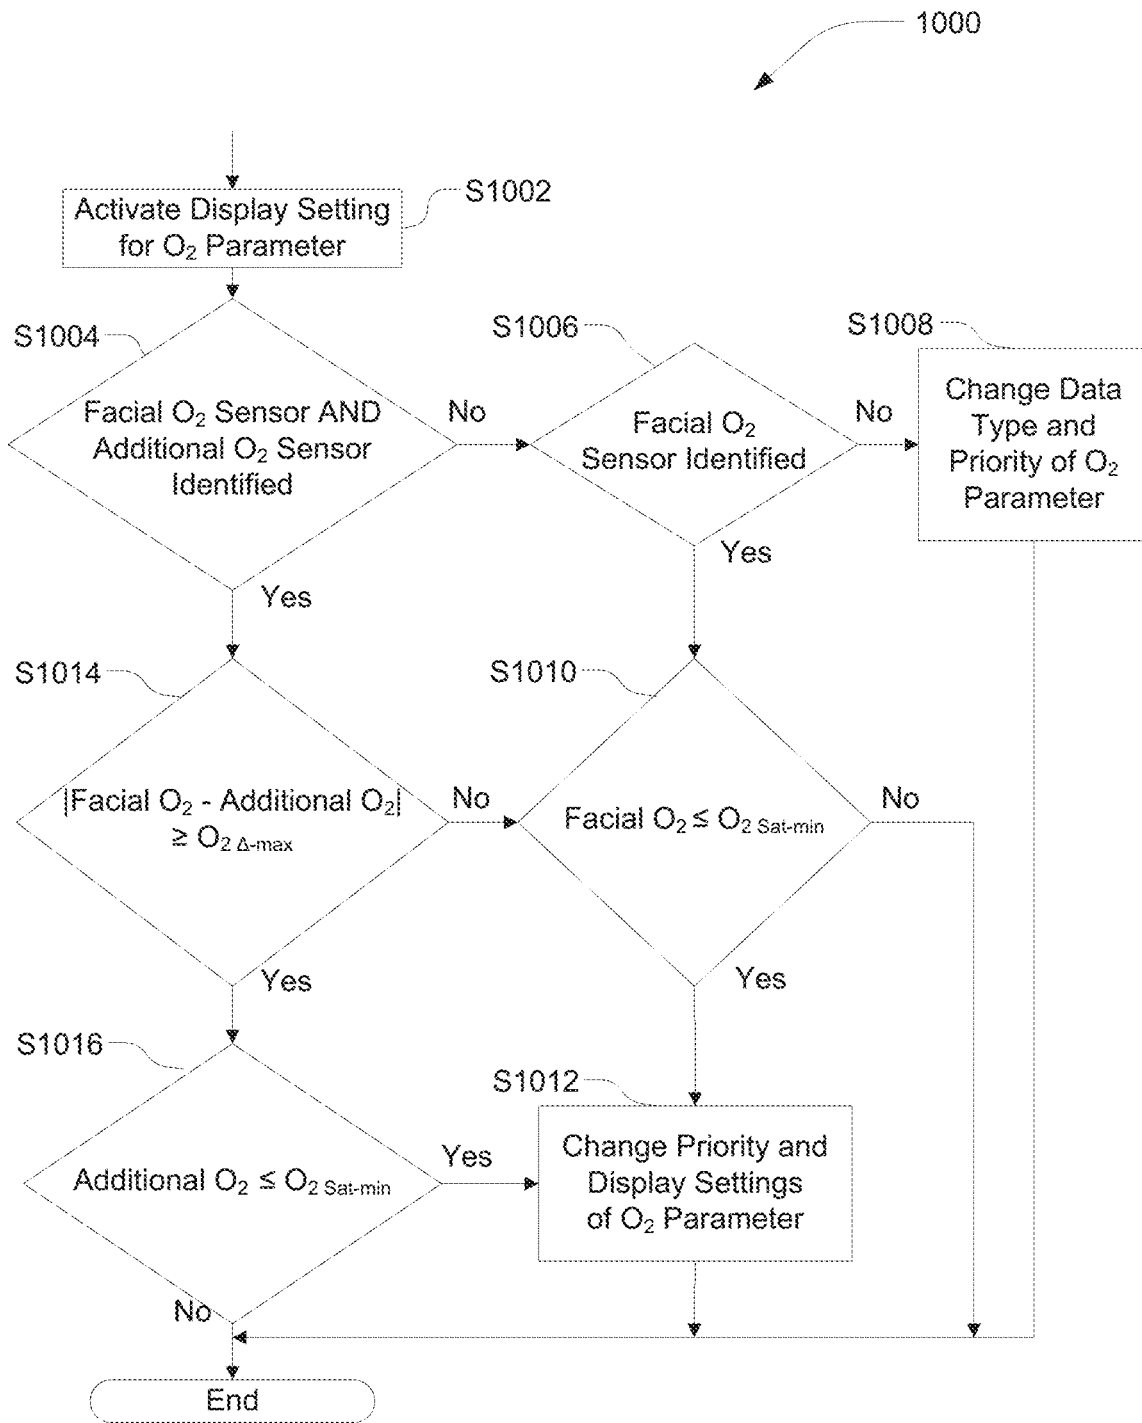 1000
S1002
Activate Display Setting
for O₂ Parameter
S1004
Facial O₂ Sensor AND
Additional O₂ Sensor
Identified
No
Yes
S1006
Facial O₂
Sensor Identified
No
Yes
S1008
Change Data
Type and
Priority of O₂
Parameter
S1014
|Facial O₂ - Additional O₂|
≥ O₂ Δ-max
No
Yes
S1010
Facial O₂ ≤ O₂ Sat-min
No
Yes
S1016
Additional O₂ ≤ O₂ Sat-min
Yes
No
S1012
Change Priority and
Display Settings
of O₂ Parameter
End